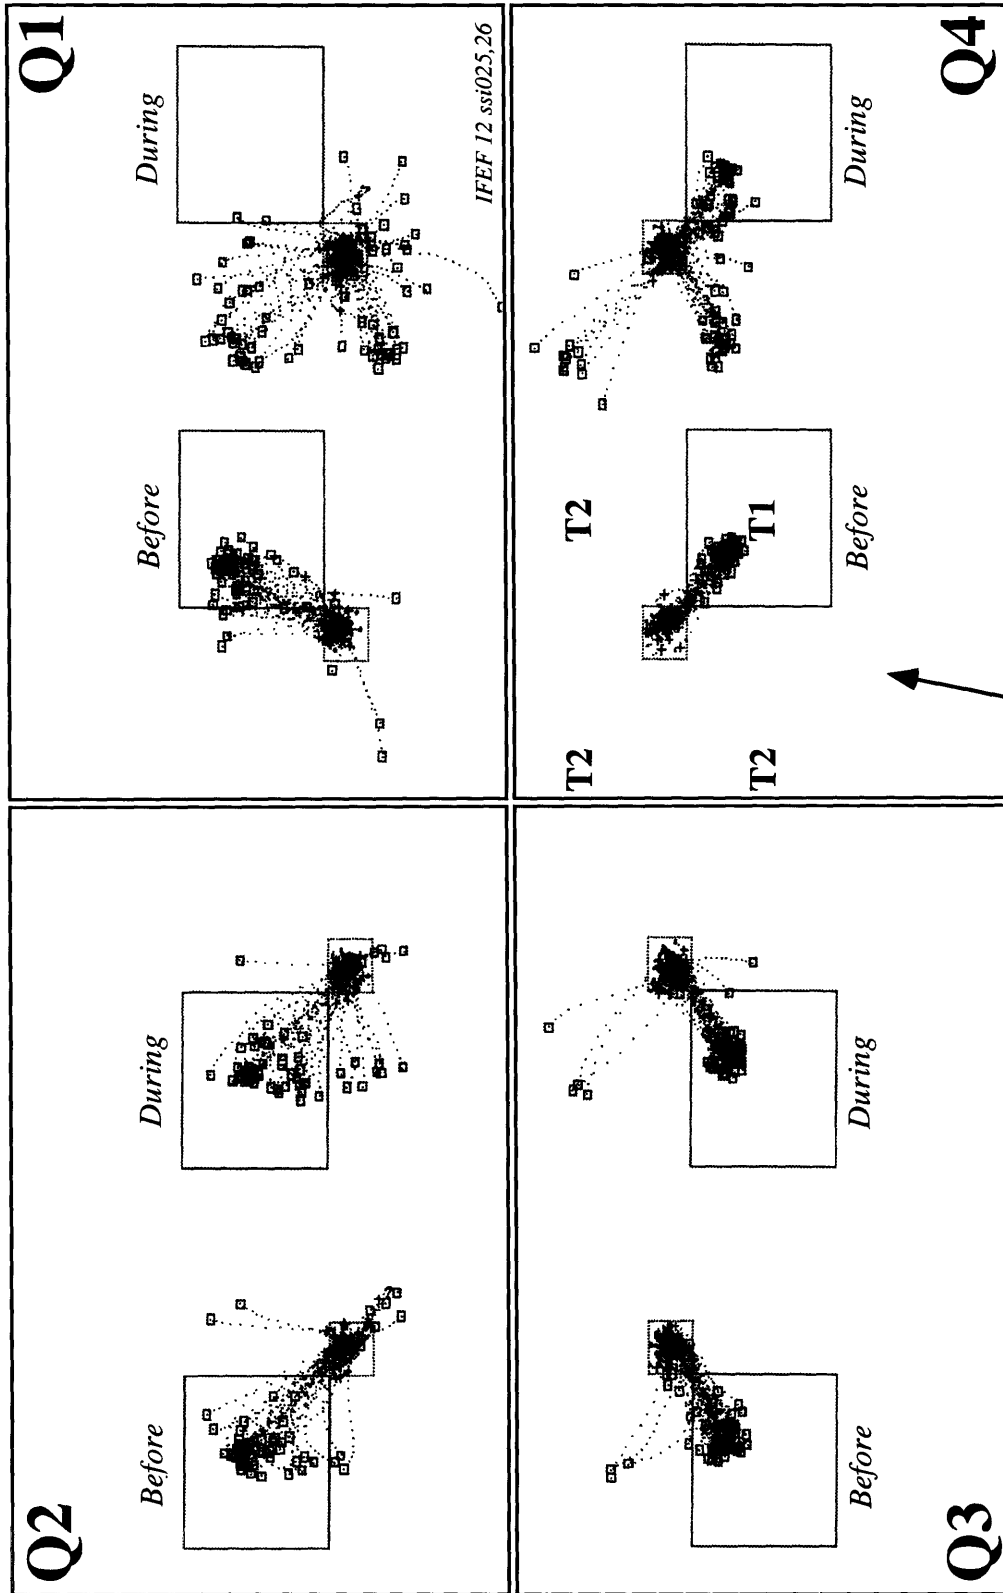 Q2
Q1
Before During
Before During
IFEF 12 ssi025,26
T2 T2
T2 T1
Before During
Before During
Q3
Q4